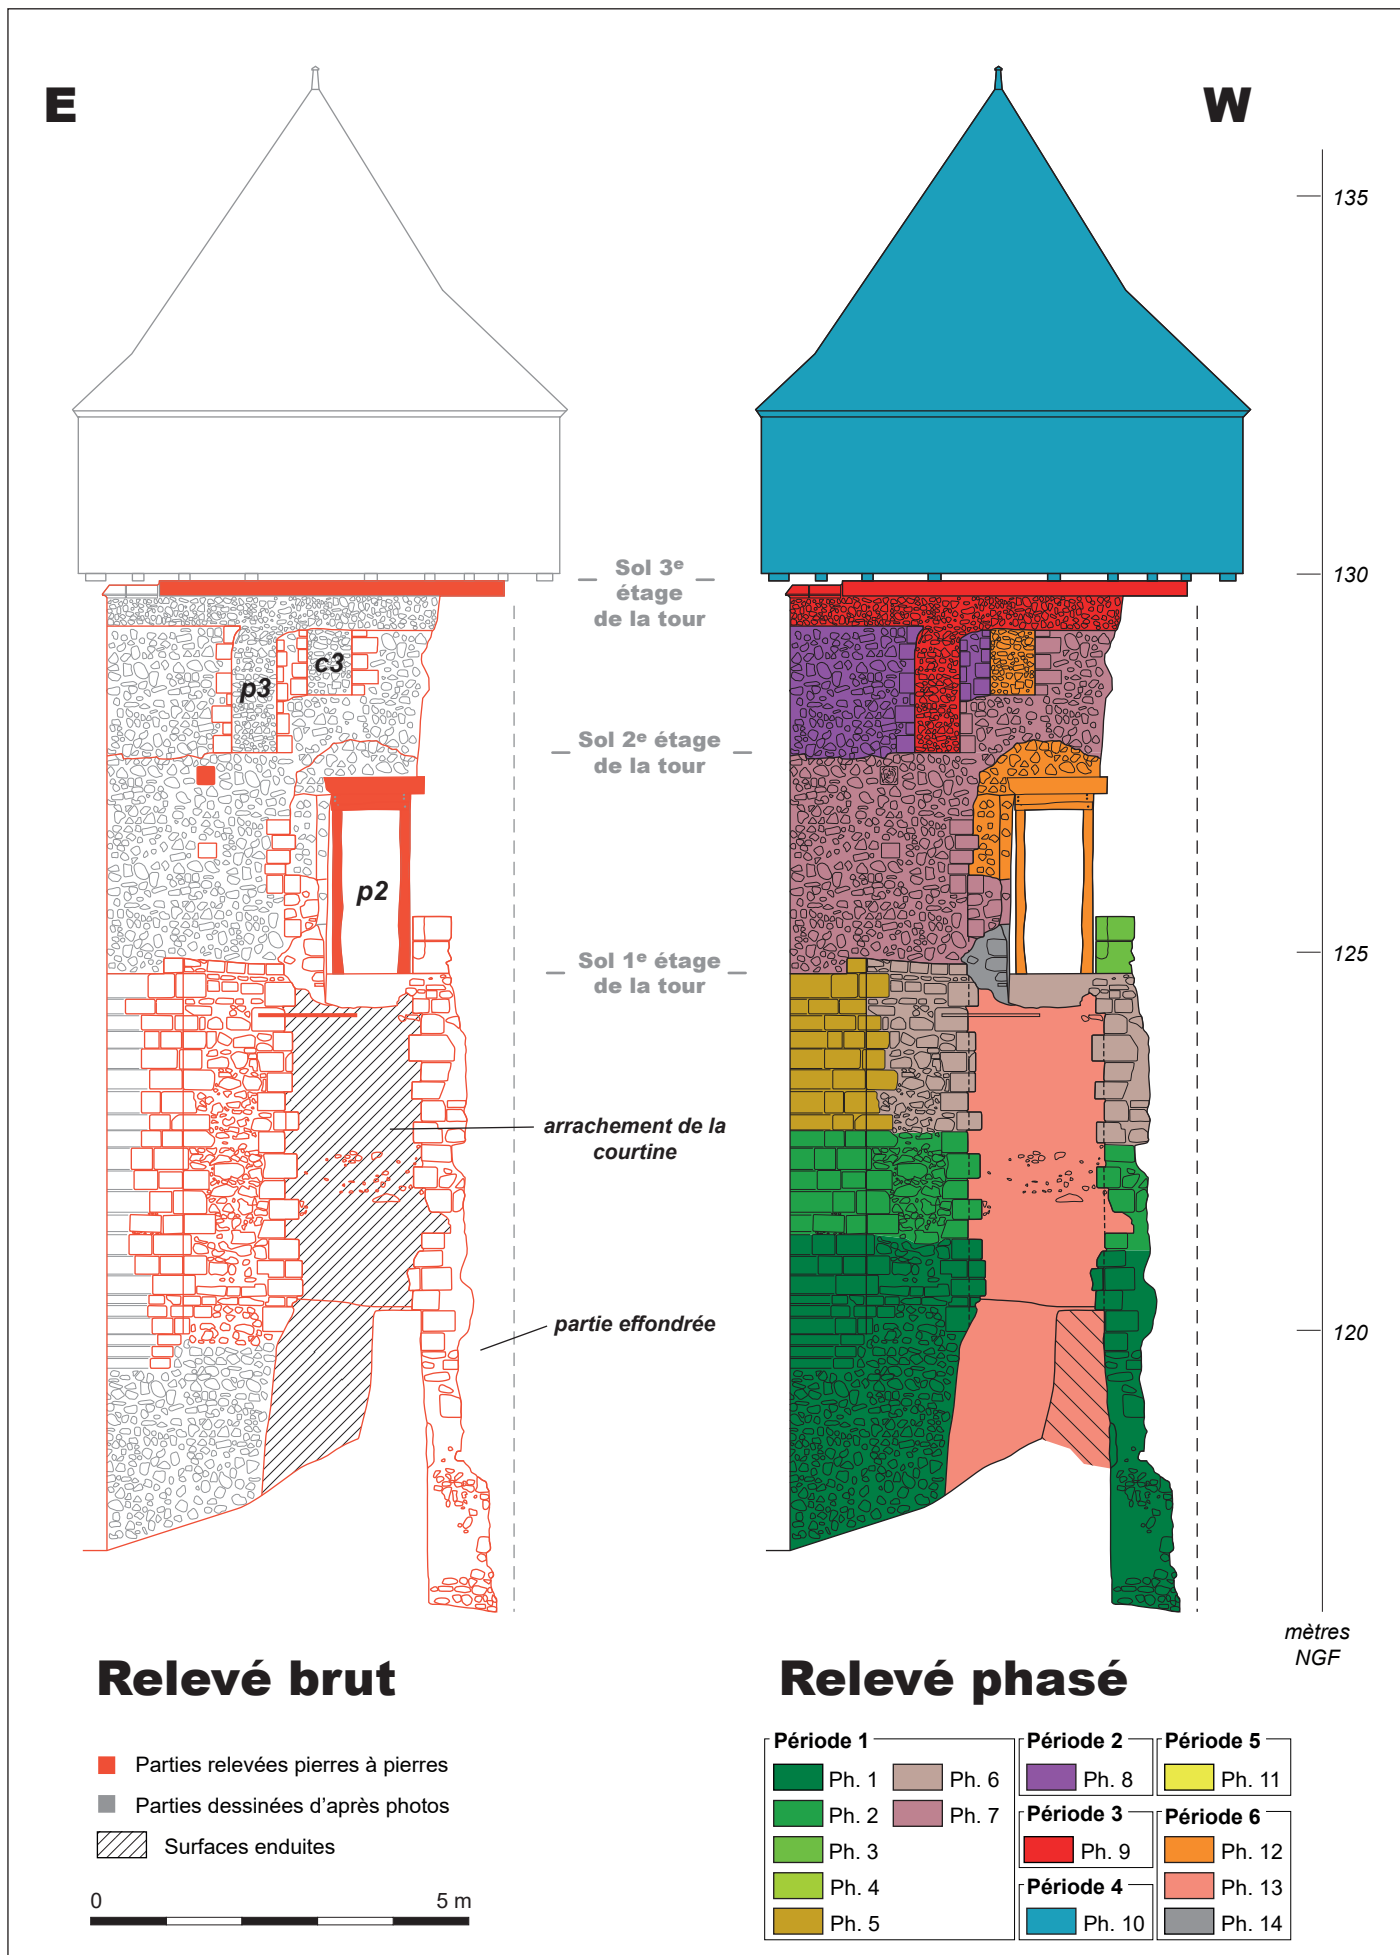 E
W
135
130
125
120
mètres
NGF
Sol 3e
étage
de la tour
c3
p3
Sol 2e étage
de la tour
p2
Sol 1e étage
de la tour
arrachement de la
courtine
partie effondrée
Relevé brut
Parties relevées pierres à pierres
Parties dessinées d'après photos
Surfaces enduites
0 5 m
Relevé phasé
Période 1
Ph. 1
Ph. 2
Ph. 3
Ph. 4
Ph. 5
Ph. 6
Ph. 7
Période 2
Ph. 8
Période 3
Ph. 9
Période 4
Ph. 10
Période 5
Ph. 11
Période 6
Ph. 12
Ph. 13
Ph. 14